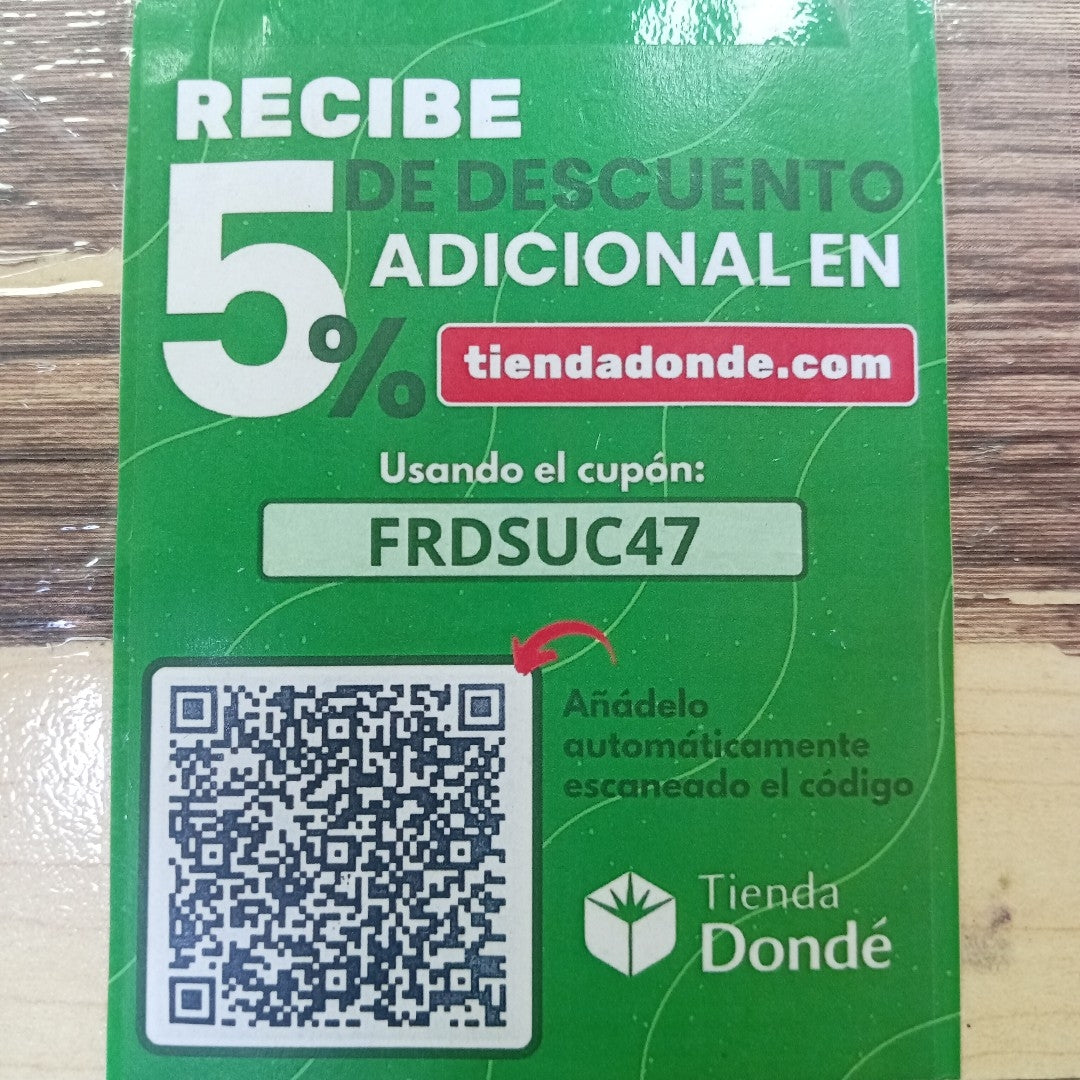 RECIBE
5% DE DESCUENTO
ADICIONAL EN
tiendadonde.com
Usando el cupón:
FRDSUC47
Añádelo
automáticamente
escaneado el código
Tienda
Dondé